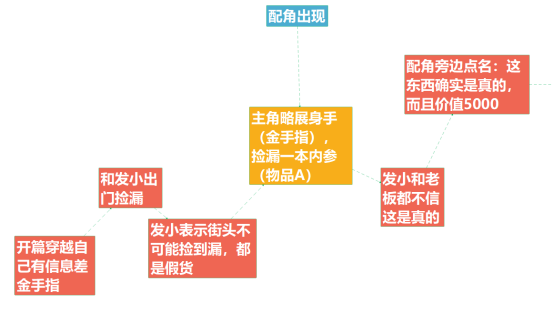 配角出现
配角旁边点名：这
东西确实是真的，
而且价值5000
主角略展身手
（金手指），
捡漏一本内参
（物品A）
和发小出
门捡漏
发小和老
板都不信
这是真的
发小表示街头不
可能捡到漏，都
是假货
开篇穿越自
己有信息差
金手指